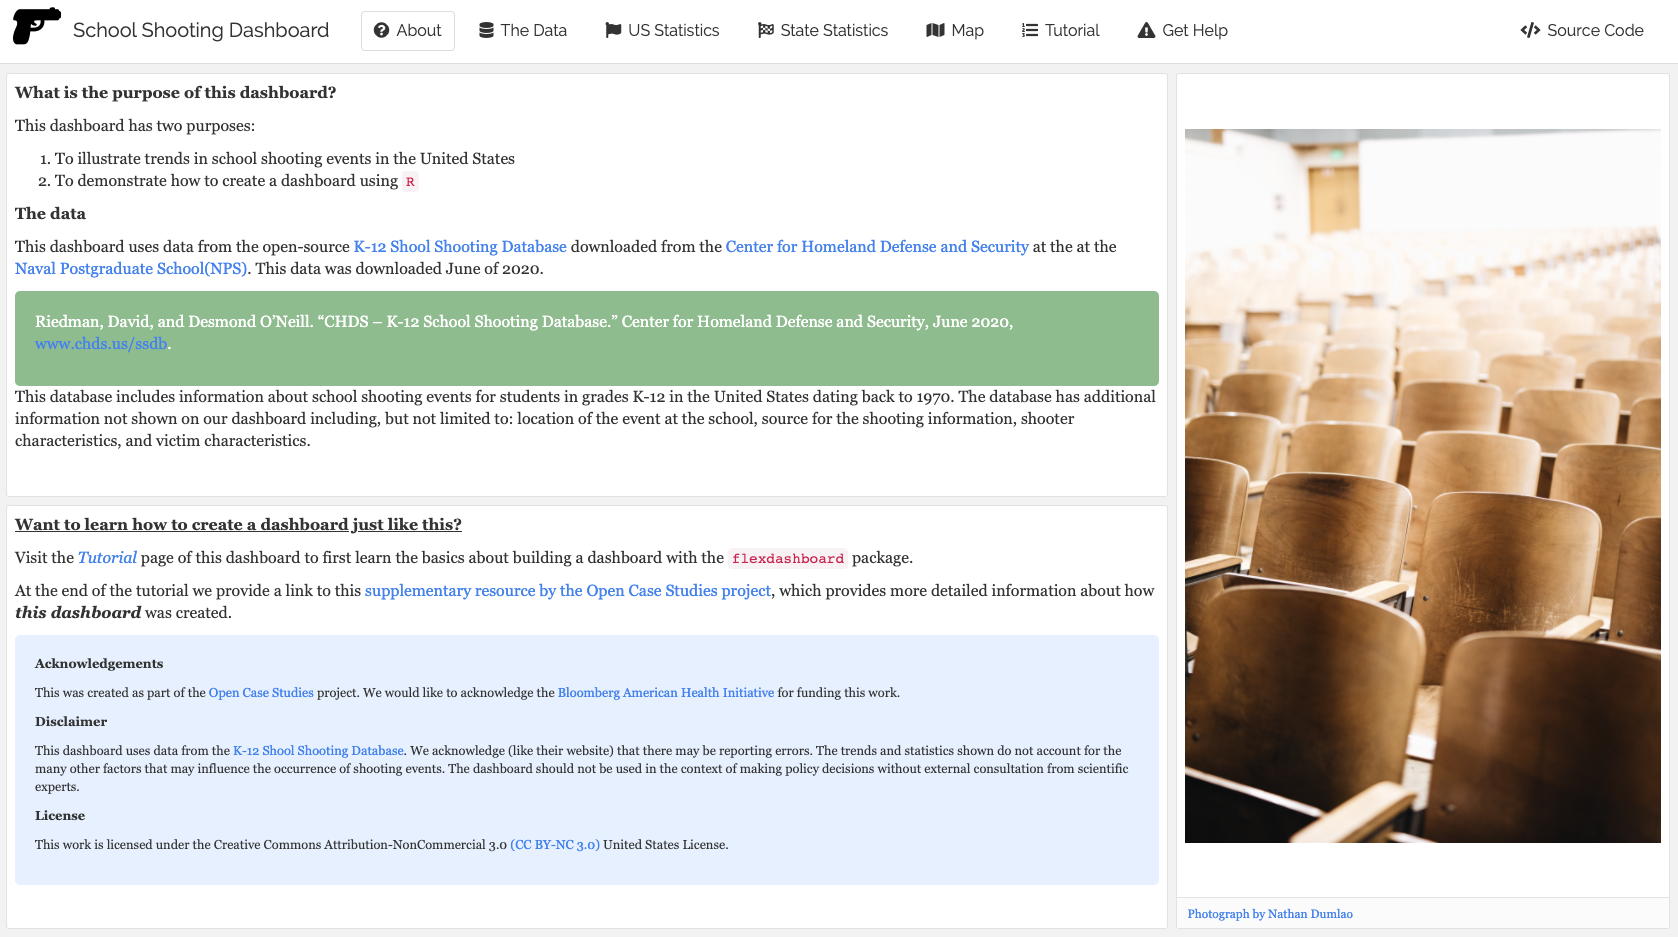 School Shooting Dashboard
About
The Data
US Statistics
State Statistics
Map
Tutorial
Get Help
Source Code
What is the purpose of this dashboard?
This dashboard has two purposes:
1. To illustrate trends in school shooting events in the United States
2. To demonstrate how to create a dashboard using R
The data
This dashboard uses data from the open-source K-12 Shool Shooting Database downloaded from the Center for Homeland Defense and Security at the at the
Naval Postgraduate School(NPS). This data was downloaded June of 2020.
Riedman, David, and Desmond O’Neill. “CHDS – K-12 School Shooting Database.” Center for Homeland Defense and Security, June 2020,
www.chds.us/ssdb.
This database includes information about school shooting events for students in grades K-12 in the United States dating back to 1970. The database has additional
information not shown on our dashboard including, but not limited to: location of the event at the school, source for the shooting information, shooter
characteristics, and victim characteristics.
Want to learn how to create a dashboard just like this?
Visit the Tutorial page of this dashboard to first learn the basics about building a dashboard with the flexdashboard package.
At the end of the tutorial we provide a link to this supplementary resource by the Open Case Studies project, which provides more detailed information about how
this dashboard was created.
Acknowledgements
This was created as part of the Open Case Studies project. We would like to acknowledge the Bloomberg American Health Initiative for funding this work.
Disclaimer
This dashboard uses data from the K-12 Shool Shooting Database. We acknowledge (like their website) that there may be reporting errors. The trends and statistics shown do not account for the
many other factors that may influence the occurrence of shooting events. The dashboard should not be used in the context of making policy decisions without external consultation from scientific
experts.
License
This work is licensed under the Creative Commons Attribution-NonCommercial 3.0 (CC BY-NC 3.0) United States License.
Photograph by Nathan Dumlao